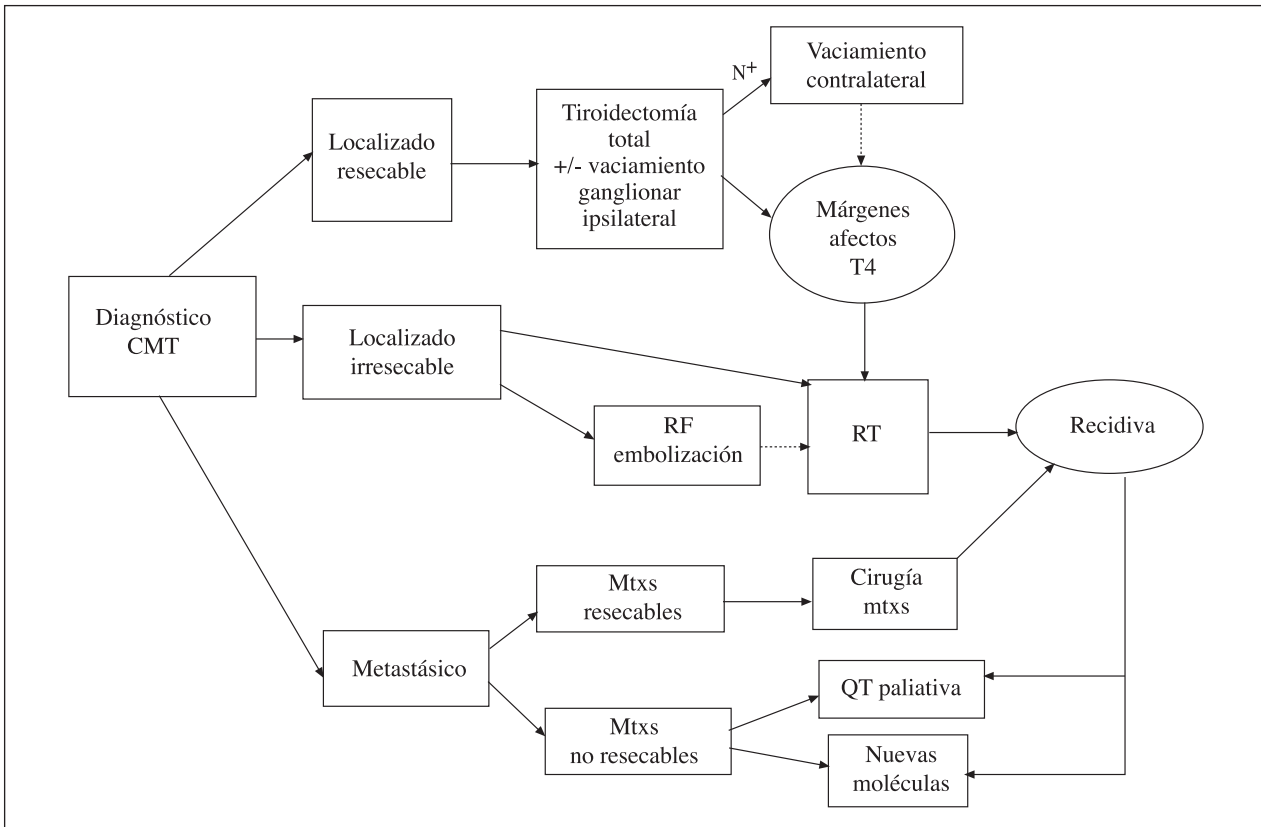 Vaciamiento
contralateral
N+
Tiroidectomía
total
+/- vaciamiento
ganglionar
ipsilateral
Localizado
resecable
Márgenes
afectos
T4
Diagnóstico
CMT
Localizado
irresecable
RF
embolización
RT
Recidiva
Mtxs
resecables
Cirugía
mtxs
Metastásico
QT paliativa
Mtxs
no resecables
Nuevas
moléculas